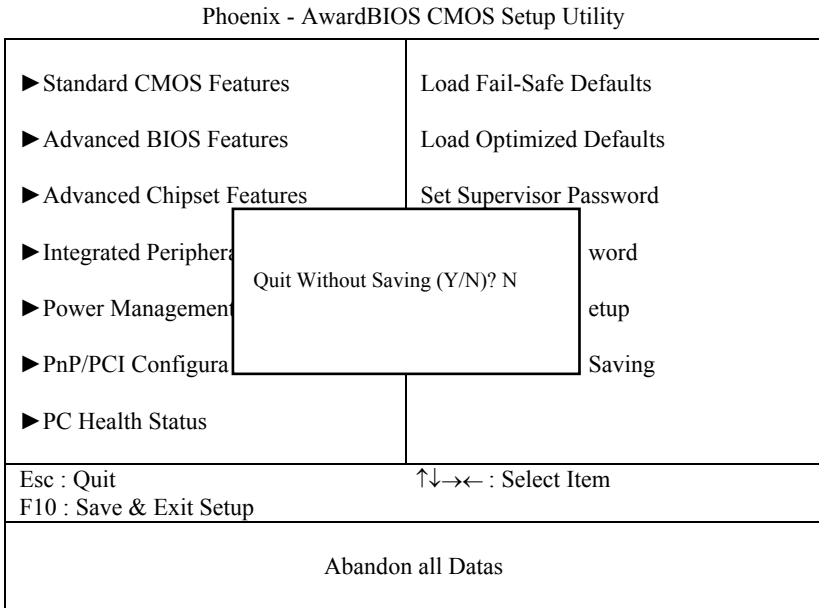 Phoenix - AwardBIOS CMOS Setup Utility
►Standard CMOS Features
►Advanced BIOS Features
►Advanced Chipset Features
►Integrated Periphera
►Power Management
►PnP/PCI Configura
►PC Health Status
Load Fail-Safe Defaults
Load Optimized Defaults
Set Supervisor Password
word
etup
Saving
Quit Without Saving (Y/N)? N
Esc : Quit
↑↓→← : Select Item
F10 : Save & Exit Setup
Abandon all Datas